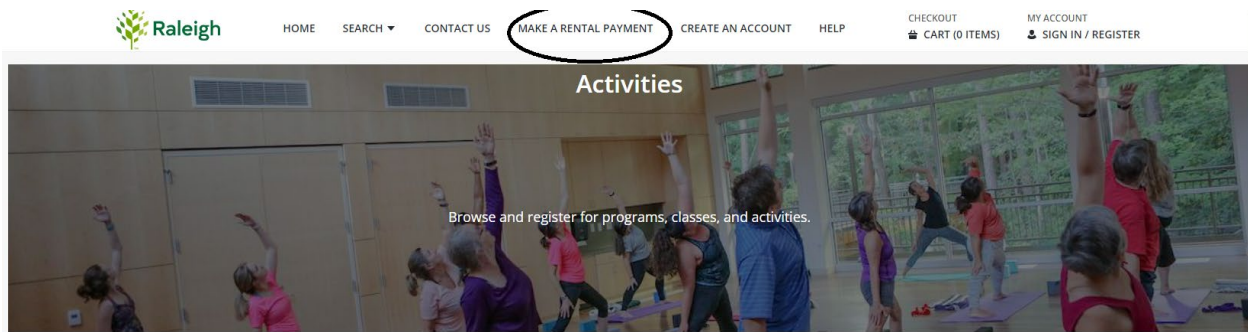 Raleigh
HOME SEARCH ▼ CONTACT US MAKE A RENTAL PAYMENT CREATE AN ACCOUNT HELP
CHECKOUT
CART (0 ITEMS)
MY ACCOUNT
SIGN IN / REGISTER
Activities
Browse and register for programs, classes, and activities.